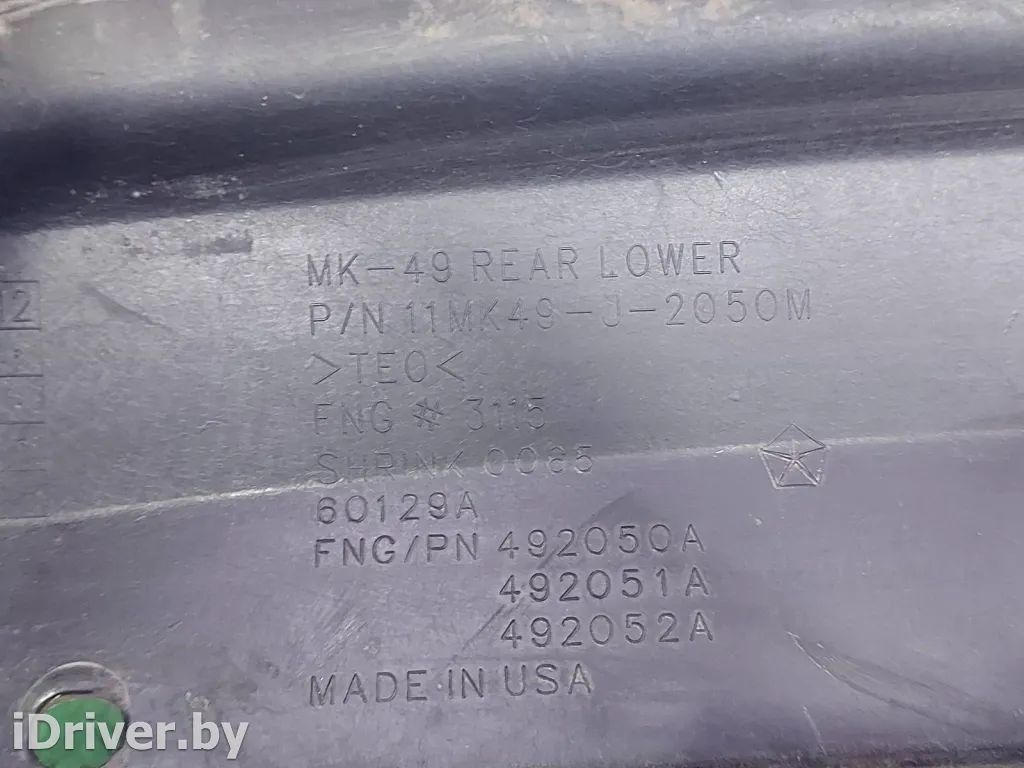 MK-49 REAR LOWER
P/N 11MK49-J-2050M
>TEO<
FNG # 3115
SHRINK 0065
60129A
FNG/PN 492050A
492051A
492052A
MADE IN USA
12
iDriver.by